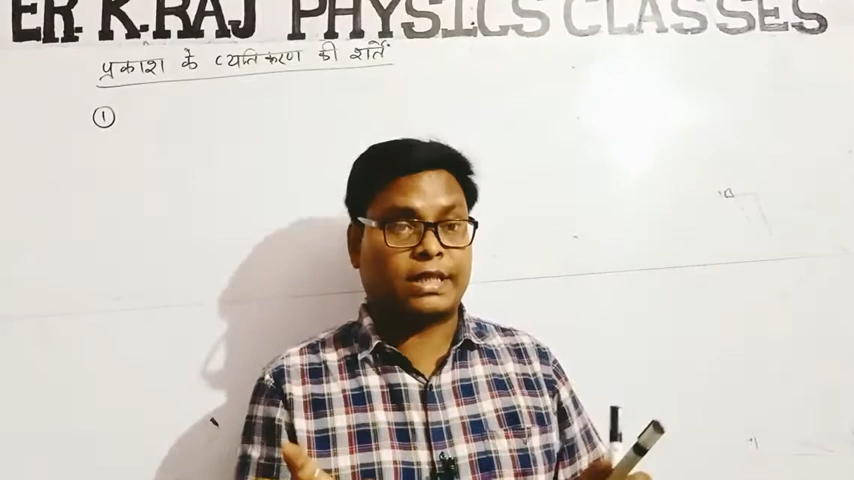 ER. K.RAJ PHYSICS CLASSES
प्रकाश के व्यतिकरण की शर्तें
①